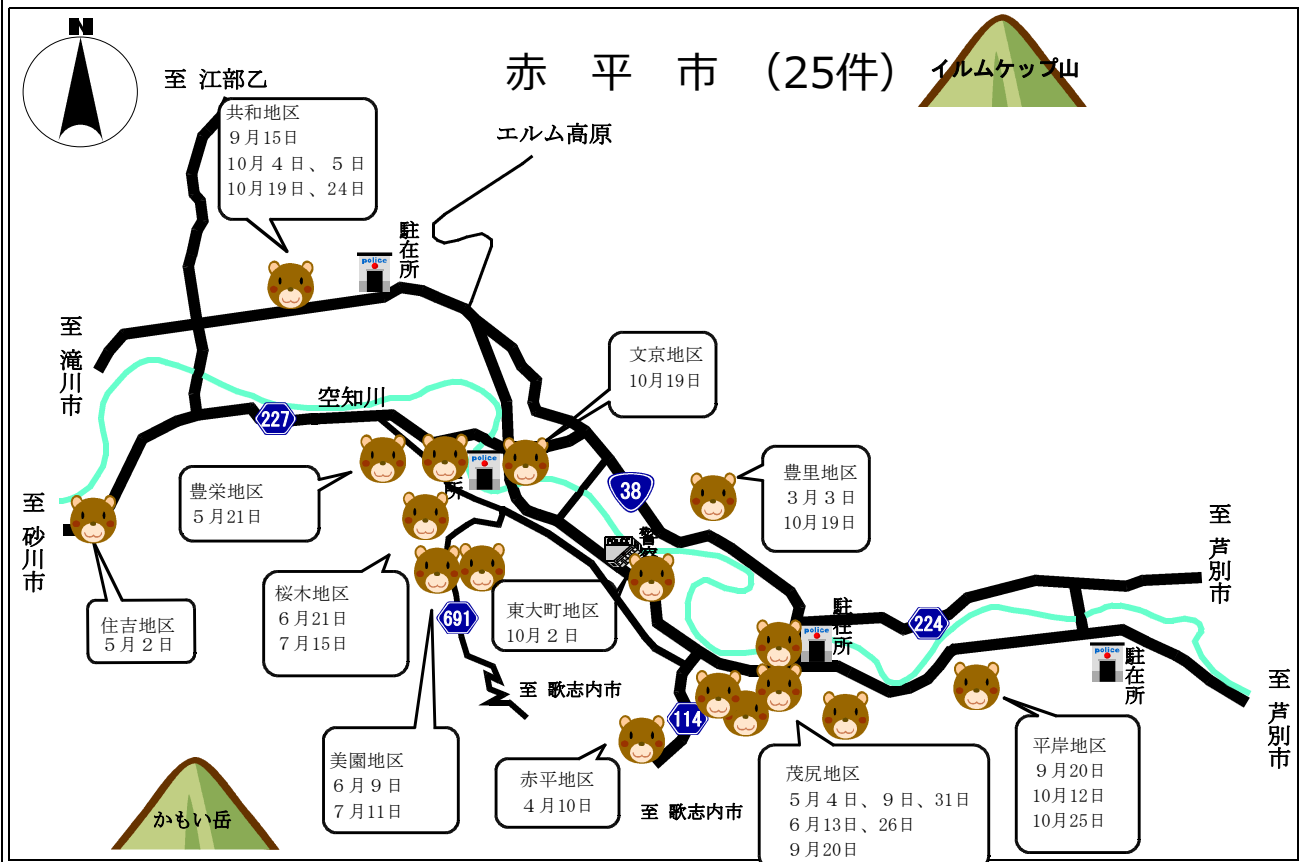 N
赤 平 市 （25件）
イルムケップ山
至 江部乙
エルム高原
共和地区
９月15日
10月４日、５日
10月19日、24日
駐在所
police
至 滝川市
文京地区
10月19日
空知川
227
豊栄地区
５月21日
police
所
38
豊里地区
３月３日
10月19日
至 砂川市
至 芦別市
住吉地区
５月２日
桜木地区
６月21日
７月15日
691
東大町地区
10月２日
駐在所
police
224
police
駐在所
至 歌志内市
至 芦別市
114
美園地区
６月９日
７月11日
赤平地区
４月10日
至 歌志内市
茂尻地区
５月４日、９日、31日
６月13日、26日
９月20日
平岸地区
９月20日
10月12日
10月25日
かもい岳